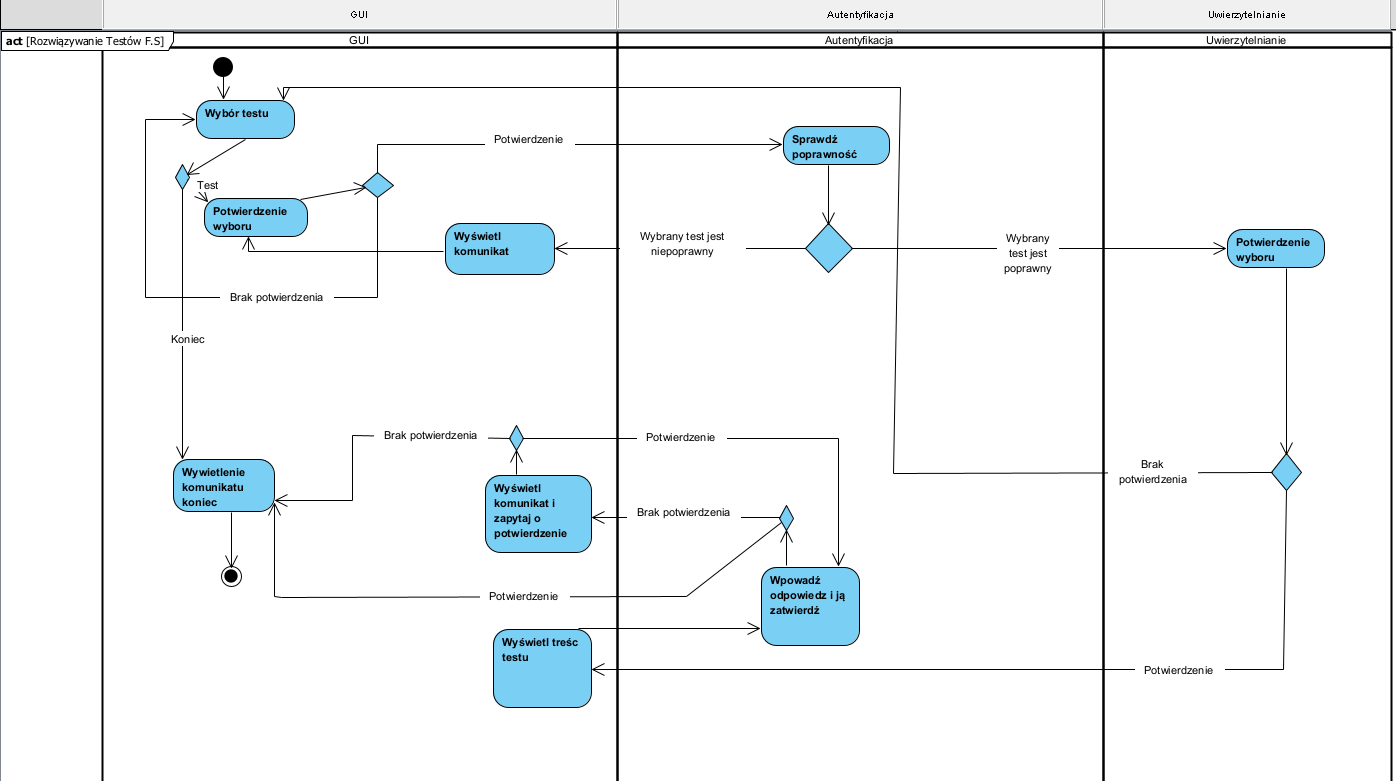 GUI
Autentyfikacja
Uwierzytelnianie
act [Rozwiązywanie Testów F.S]
GUI
Autentyfikacja
Uwierzytelnianie
Wybór testu
Potwierdzenie
Sprawdź
poprawność
Test
Potwierdzenie
wyboru
Wyświetl
komunikat
Wybrany test jest
niepoprawny
Wybrany
test jest
poprawny
Potwierdzenie
wyboru
Brak potwierdzenia
Koniec
Brak potwierdzenia
Potwierdzenie
Wywietlenie
komunikatu
koniec
Wyświetl
komunikat i
zapytaj o
potwierdzenie
Brak potwierdzenia
Brak
potwierdzenia
Potwierdzenie
Wpowadź
odpowiedz i ją
zatwierdź
Wyświetl treśc
testu
Potwierdzenie